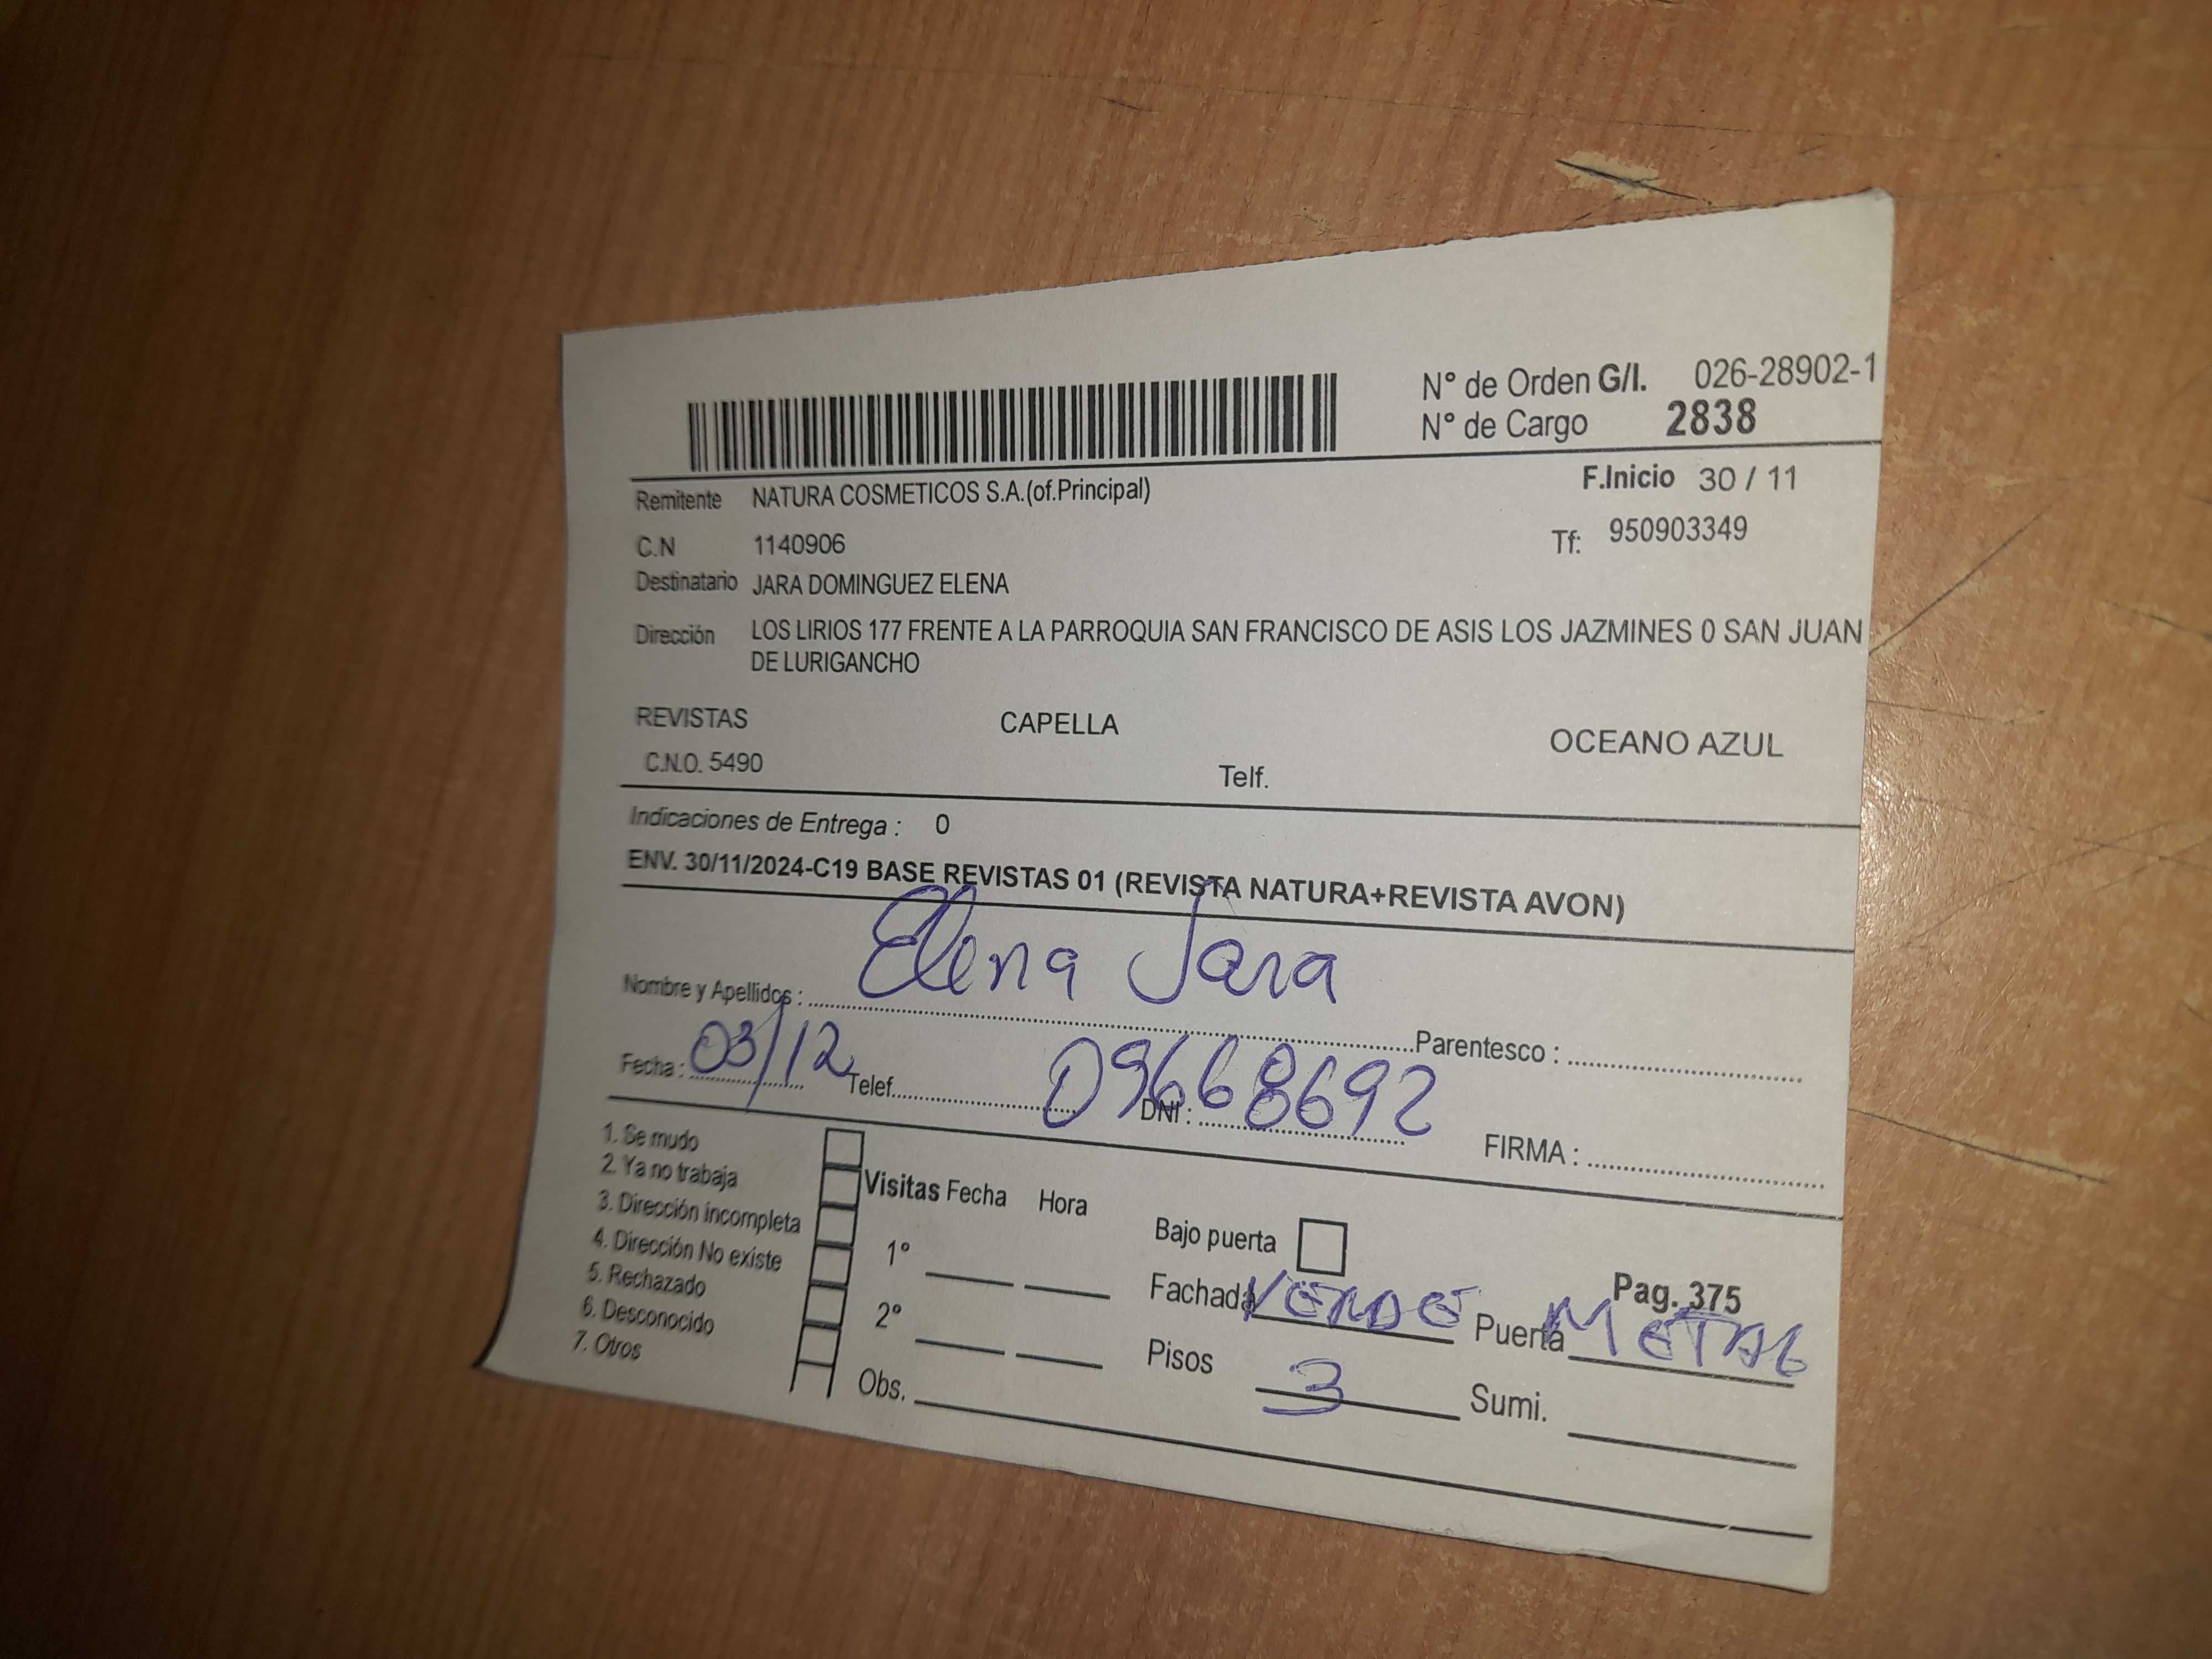 N° de Orden G/I. 026-28902-1
N° de Cargo 2838
F.Inicio 30 / 11
Remitente NATURA COSMETICOS S.A.(of.Principal)
C.N 1140906 Tf: 950903349
Destinatario JARA DOMINGUEZ ELENA
Dirección LOS LIRIOS 177 FRENTE A LA PARROQUIA SAN FRANCISCO DE ASIS LOS JAZMINES 0 SAN JUAN
DE LURIGANCHO
REVISTAS CAPELLA OCEANO AZUL
C.N.O. 5490 Telf.
Indicaciones de Entrega : 0
ENV. 30/11/2024-C19 BASE REVISTAS 01 (REVISTA NATURA+REVISTA AVON)
Nombre y Apellidos : Elena Jara Parentesco :
Fecha : 03/12 Telef. DNI : 09668692 FIRMA :
1. Se mudo
2. Ya no trabaja
3. Dirección incompleta
4. Dirección No existe
5. Rechazado
6. Desconocido
7. Otros
Visitas Fecha Hora
1°
2°
Obs.
Bajo puerta
Pag. 375
Fachada VERDE Puerta METAL
Pisos 3 Sumi.